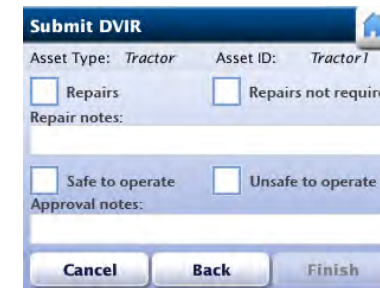 Submit DVIR
Asset Type: Tractor Asset ID: Tractor1
Repairs Repairs not require
Repair notes:
Safe to operate Unsafe to operate
Approval notes:
Cancel Back Finish